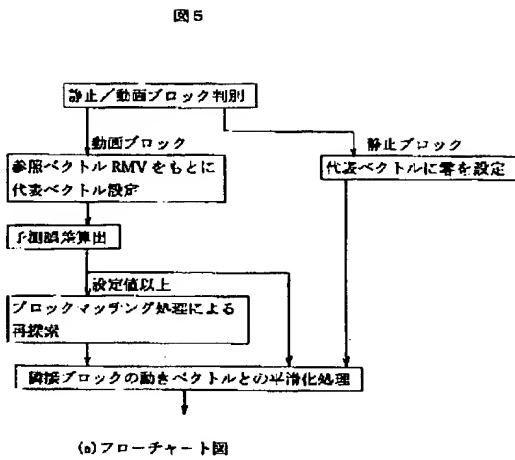 図5
静止/動画ブロック判別
動画ブロック
静止ブロック
参照ベクトル RMV をもとに
代表ベクトル設定
代表ベクトルに零を設定
予測誤差算出
設定値以上
ブロックマッチング処理による
再探索
隣接ブロックの動きベクトルとの平滑化処理
(a)フローチャート図